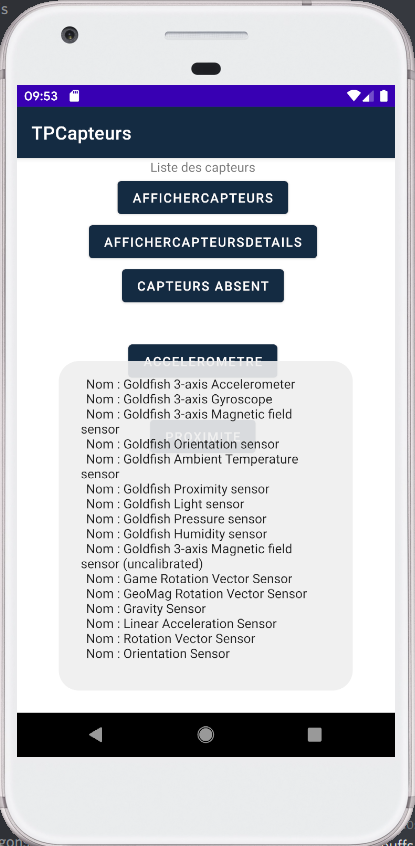 s
09:53
TPCapteurs
Liste des capteurs
AFFICHERCAPTEURS
AFFICHERCAPTEURSDETAILS
CAPTEURS ABSENT
ACCELEROMETRE
Nom : Goldfish 3-axis Accelerometer
Nom : Goldfish 3-axis Gyroscope
Nom : Goldfish 3-axis Magnetic field
sensor
PROXIMITE
Nom : Goldfish Orientation sensor
Nom : Goldfish Ambient Temperature
sensor
Nom : Goldfish Proximity sensor
Nom : Goldfish Light sensor
Nom : Goldfish Pressure sensor
Nom : Goldfish Humidity sensor
Nom : Goldfish 3-axis Magnetic field
sensor (uncalibrated)
Nom : Game Rotation Vector Sensor
Nom : GeoMag Rotation Vector Sensor
Nom : Gravity Sensor
Nom : Linear Acceleration Sensor
Nom : Rotation Vector Sensor
Nom : Orientation Sensor